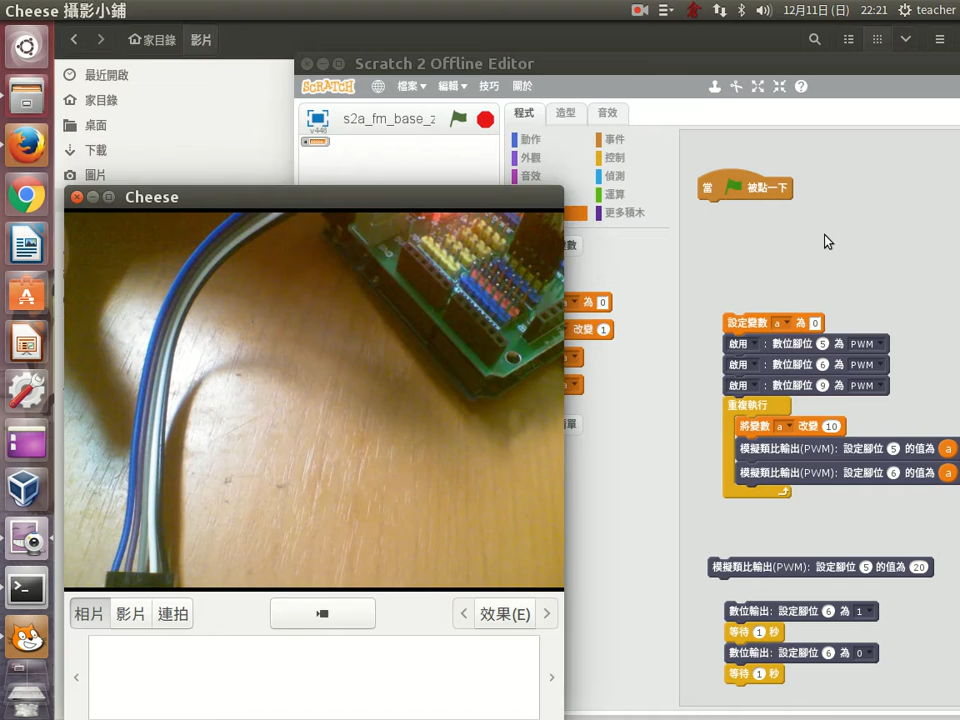 Cheese 攝影小鋪
12月11日 (日) 22:21 teacher
家目錄 影片
最近開啟
家目錄
桌面
下載
圖片
Scratch 2 Offline Editor
SCRATCH 檔案 編輯 技巧 關於
v446
s2a_fm_base_z
程式 造型 音效
動作 事件
外觀 控制
音效 偵測
運算
更多積木
為 0
改變 1
當 被點一下
設定變數 a 為 0
啟用 : 數位腳位 5 為 PWM
啟用 : 數位腳位 6 為 PWM
啟用 : 數位腳位 9 為 PWM
重複執行
將變數 a 改變 10
模擬類比輸出(PWM): 設定腳位 5 的值為 a
模擬類比輸出(PWM): 設定腳位 6 的值為 a
模擬類比輸出(PWM): 設定腳位 5 的值為 20
數位輸出: 設定腳位 6 為 1
等待 1 秒
數位輸出: 設定腳位 6 為 0
等待 1 秒
Cheese
相片 影片 連拍 效果(E)